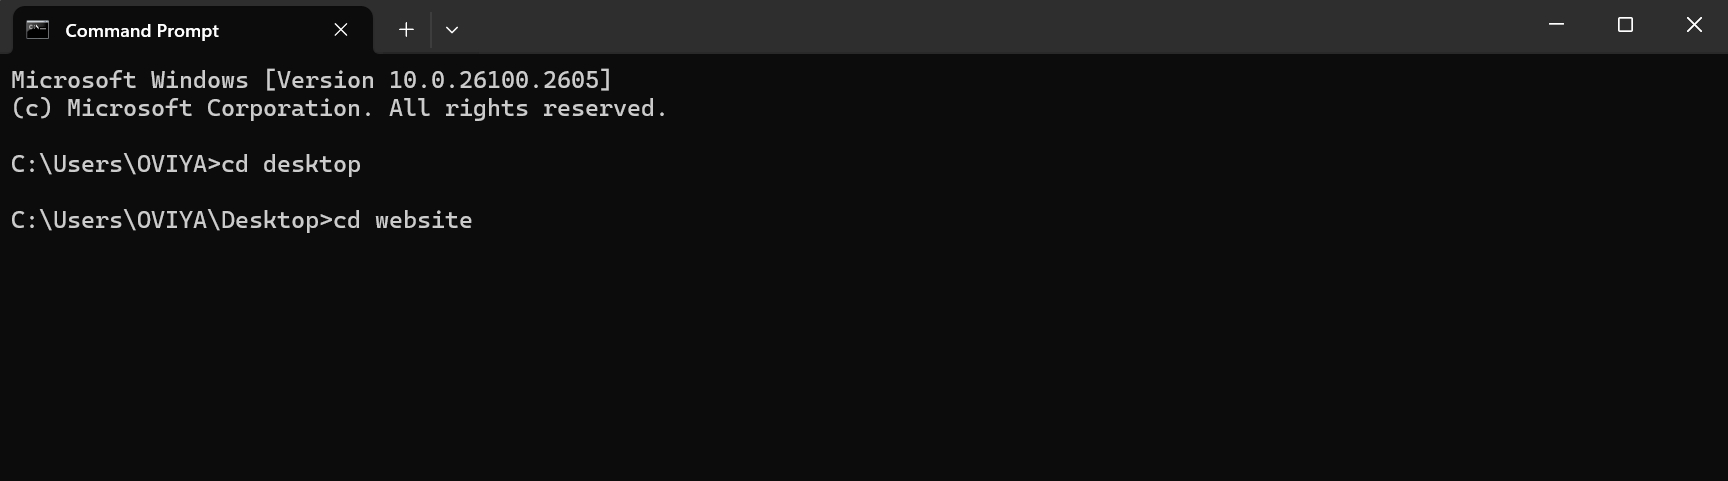 Command Prompt
Microsoft Windows [Version 10.0.26100.2605]
(c) Microsoft Corporation. All rights reserved.
C:\Users\OVIYA>cd desktop
C:\Users\OVIYA\Desktop>cd website